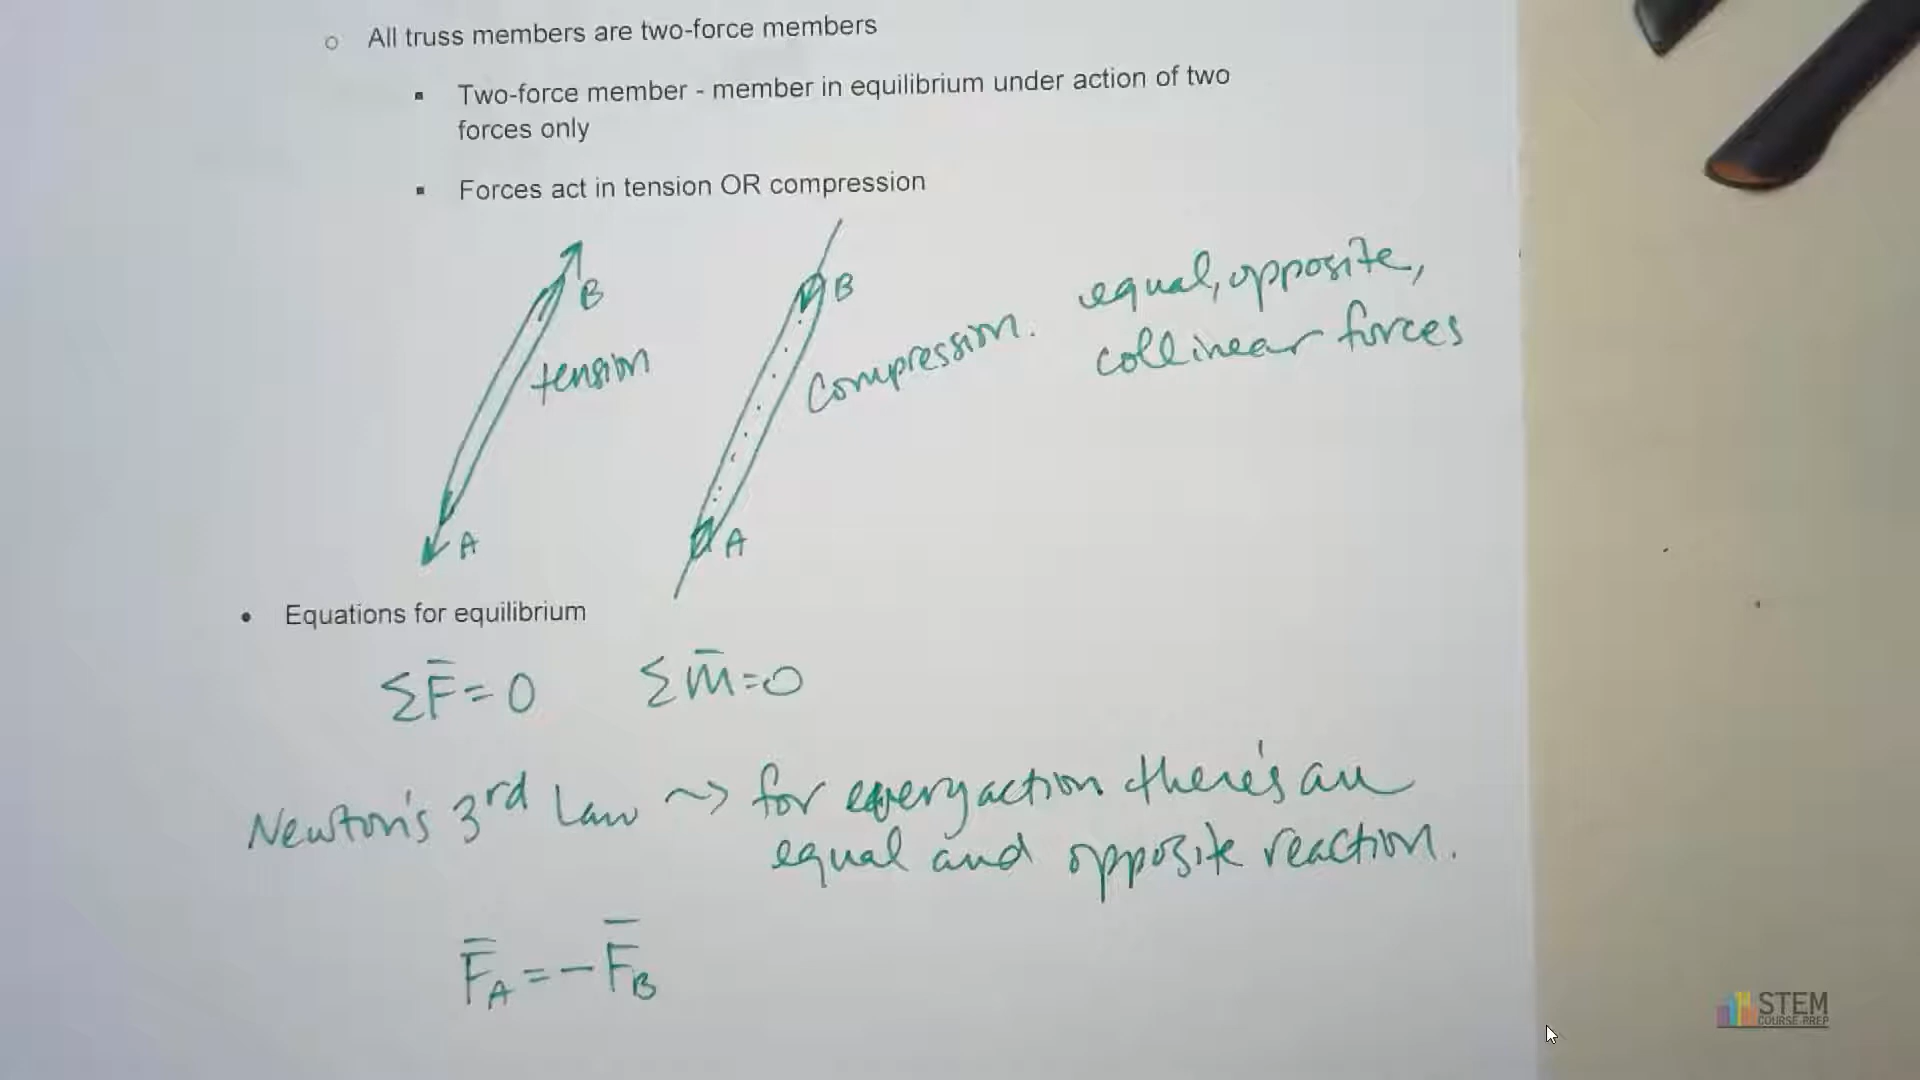 All truss members are two-force members
Two-force member - member in equilibrium under action of two
forces only
Forces act in tension OR compression
B
tension
A
B
Compression.
A
equal, opposite,
collinear forces
Equations for equilibrium
ΣF̅ = 0 ΣM̅=0
Newton's 3rd Law ~> for every action there's an
equal and opposite reaction.
F̅A = - F̅B
STEM
COURSE PREP